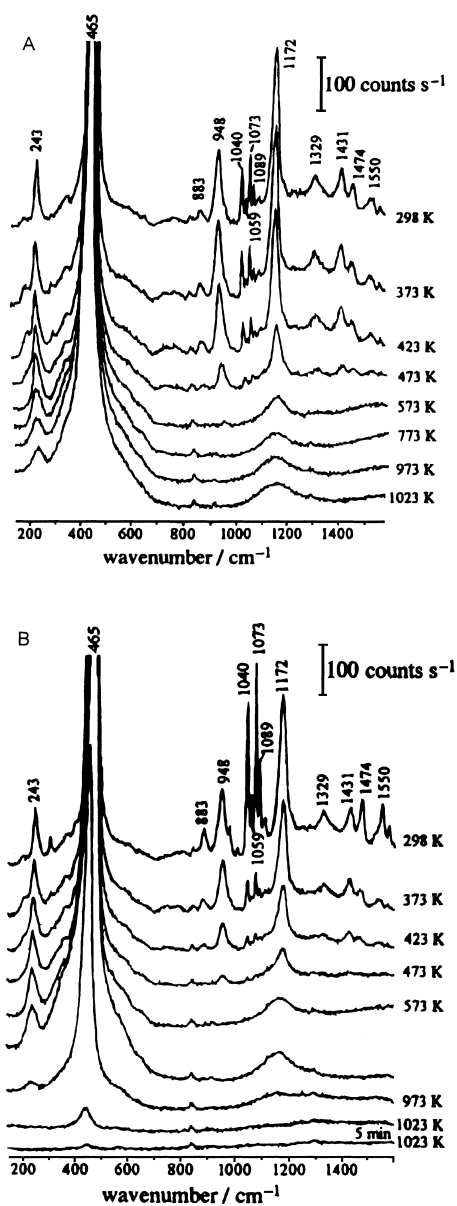 A
465
1172
100 counts s⁻¹
243
948
1040
1073
1089
883
1059
1329
1431
1474
1550
298 K
373 K
423 K
473 K
573 K
773 K
973 K
1023 K
200 400 600 800 1000 1200 1400
wavenumber / cm⁻¹
B
465
1073
100 counts s⁻¹
1040
1172
1089
243
948
883
1059
1329
1431
1474
1550
298 K
373 K
423 K
473 K
573 K
973 K
1023 K
5 min
1023 K
200 400 600 800 1000 1200 1400
wavenumber / cm⁻¹